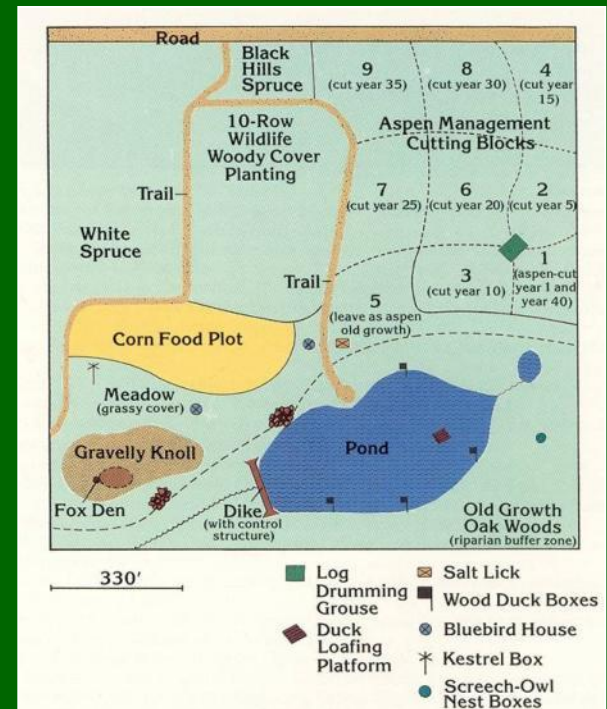 Road
Black
Hills
Spruce
9
(cut year 35)
8
(cut year 30)
4
(cut year
15)
10-Row
Wildlife
Woody Cover
Planting
Aspen Management
Cutting Blocks
Trail
7
(cut year 25)
6
(cut year 20)
2
(cut year 5)
White
Spruce
Trail
5
(leave as aspen
old growth)
3
(cut year 10)
1
(aspen-cut
year 1 and
year 40)
Corn Food Plot
Meadow
(grassy cover)
Gravelly Knoll
Pond
Fox Den
Dike
(with control
structure)
Old Growth
Oak Woods
(riparian buffer zone)
330'
Log
Drumming
Grouse
Duck
Loafing
Platform
Salt Lick
Wood Duck Boxes
Bluebird House
Kestrel Box
Screech-Owl
Nest Boxes